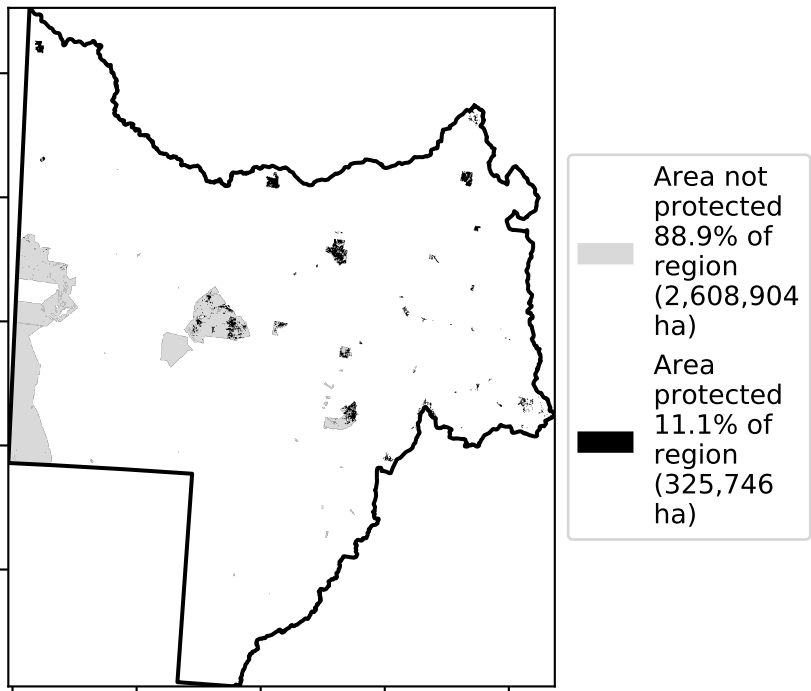 Area not
protected
88.9% of
region
(2,608,904
ha)
Area
protected
11.1% of
region
(325,746
ha)